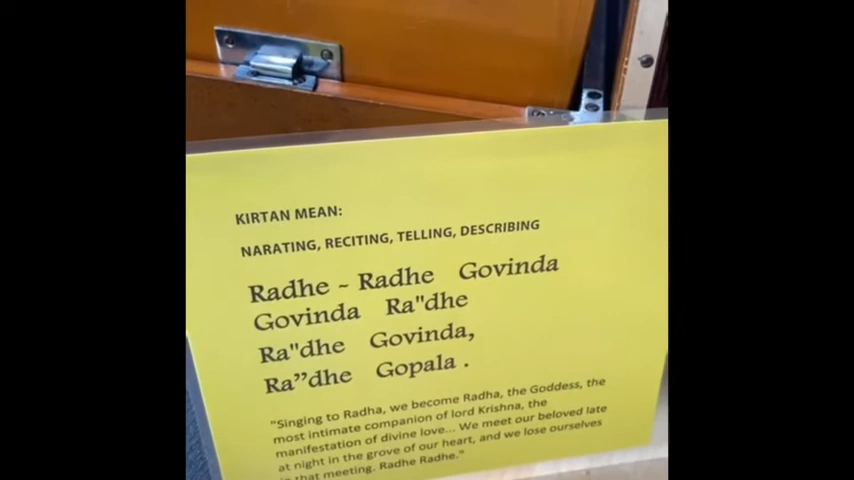 KIRTAN MEAN:
NARATING, RECITING, TELLING, DESCRIBING
Radhe ~ Radhe Govinda
Govinda Ra"dhe
Ra"dhe Govinda,
Ra”dhe Gopala .
"Singing to Radha, we become Radha, the Goddess, the
most intimate companion of lord Krishna, the
manifestation of divine love... We meet our beloved late
at night in the grove of our heart, and we lose ourselves
in that meeting. Radhe Radhe."